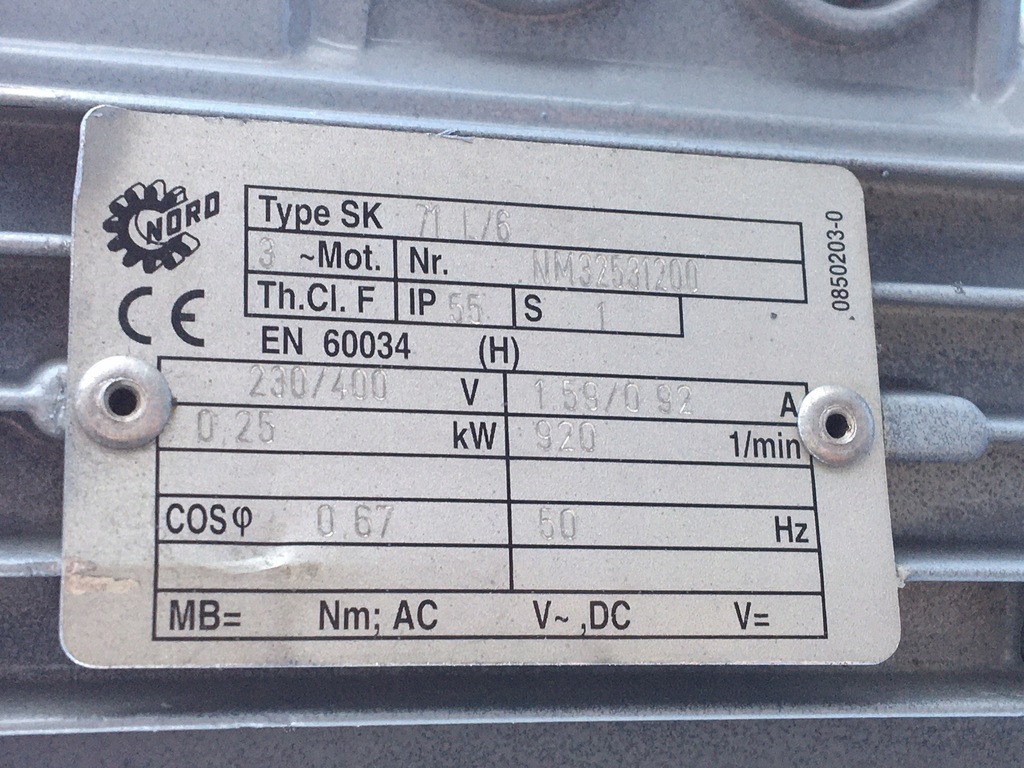 NORD
Type SK 71 L/6
3 ~Mot. Nr. NM32531200
Th.Cl. F IP 55 S 1
CE EN 60034 (H)
230/400 V 1.59/0.92 A
0,25 kW 920 1/min
COSφ 0,67 50 Hz
MB= Nm; AC V~ ,DC V=
0850203-0